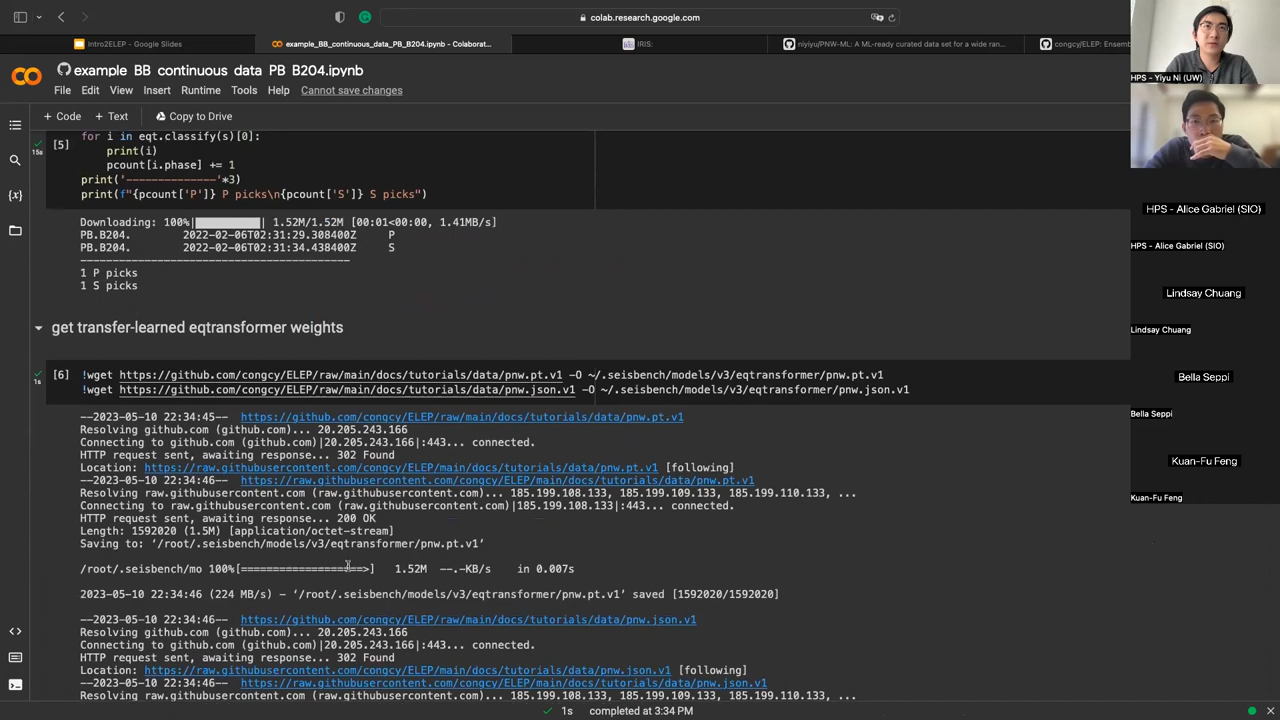 colab.research.google.com
Intro2ELEP - Google Slides
example_BB_continuous_data_PB_B204.ipynb - Colaborat...
IRIS:
niyiyu/PNW-ML: A ML-ready curated data set for a wide ran...
congcy/ELEP: Ensemb
example_BB_continuous_data_PB_B204.ipynb
File Edit View Insert Runtime Tools Help Cannot save changes
+ Code + Text Copy to Drive
for i in eqt.classify(s)[0]:
[5]
15s
print(i)
pcount[i.phase] += 1
print('--------------'*3)
print(f"{pcount['P']} P picks\n{pcount['S']} S picks")
Downloading: 100%| | 1.52M/1.52M [00:01<00:00, 1.41MB/s]
PB.B204. 2022-02-06T02:31:29.308400Z P
PB.B204. 2022-02-06T02:31:34.438400Z S
------------------------------------------
1 P picks
1 S picks
get transfer-learned eqtransformer weights
[6] !wget https://github.com/congcy/ELEP/raw/main/docs/tutorials/data/pnw.pt.v1 -O ~/.seisbench/models/v3/eqtransformer/pnw.pt.v1
1s
!wget https://github.com/congcy/ELEP/raw/main/docs/tutorials/data/pnw.json.v1 -O ~/.seisbench/models/v3/eqtransformer/pnw.json.v1
--2023-05-10 22:34:45-- https://github.com/congcy/ELEP/raw/main/docs/tutorials/data/pnw.pt.v1
Resolving github.com (github.com)... 20.205.243.166
Connecting to github.com (github.com)|20.205.243.166|:443... connected.
HTTP request sent, awaiting response... 302 Found
Location: https://raw.githubusercontent.com/congcy/ELEP/main/docs/tutorials/data/pnw.pt.v1 [following]
--2023-05-10 22:34:46-- https://raw.githubusercontent.com/congcy/ELEP/main/docs/tutorials/data/pnw.pt.v1
Resolving raw.githubusercontent.com (raw.githubusercontent.com)... 185.199.108.133, 185.199.109.133, 185.199.110.133, ...
Connecting to raw.githubusercontent.com (raw.githubusercontent.com)|185.199.108.133|:443... connected.
HTTP request sent, awaiting response... 200 OK
Length: 1592020 (1.5M) [application/octet-stream]
Saving to: ‘/root/.seisbench/models/v3/eqtransformer/pnw.pt.v1’
/root/.seisbench/mo 100%[===================>] 1.52M --.-KB/s in 0.007s
2023-05-10 22:34:46 (224 MB/s) - ‘/root/.seisbench/models/v3/eqtransformer/pnw.pt.v1’ saved [1592020/1592020]
--2023-05-10 22:34:46-- https://github.com/congcy/ELEP/raw/main/docs/tutorials/data/pnw.json.v1
Resolving github.com (github.com)... 20.205.243.166
Connecting to github.com (github.com)|20.205.243.166|:443... connected.
HTTP request sent, awaiting response... 302 Found
Location: https://raw.githubusercontent.com/congcy/ELEP/main/docs/tutorials/data/pnw.json.v1 [following]
--2023-05-10 22:34:46-- https://raw.githubusercontent.com/congcy/ELEP/main/docs/tutorials/data/pnw.json.v1
Resolving raw.githubusercontent.com (raw.githubusercontent.com)... 185.199.108.133, 185.199.109.133, 185.199.110.133, ...
1s completed at 3:34 PM
HPS - Yiyu Ni (UW)
HPS - Alice Gabriel (SIO)
HPS - Alice Gabriel (SIO)
Lindsay Chuang
Lindsay Chuang
Bella Seppi
Bella Seppi
Kuan-Fu Feng
Kuan-Fu Feng